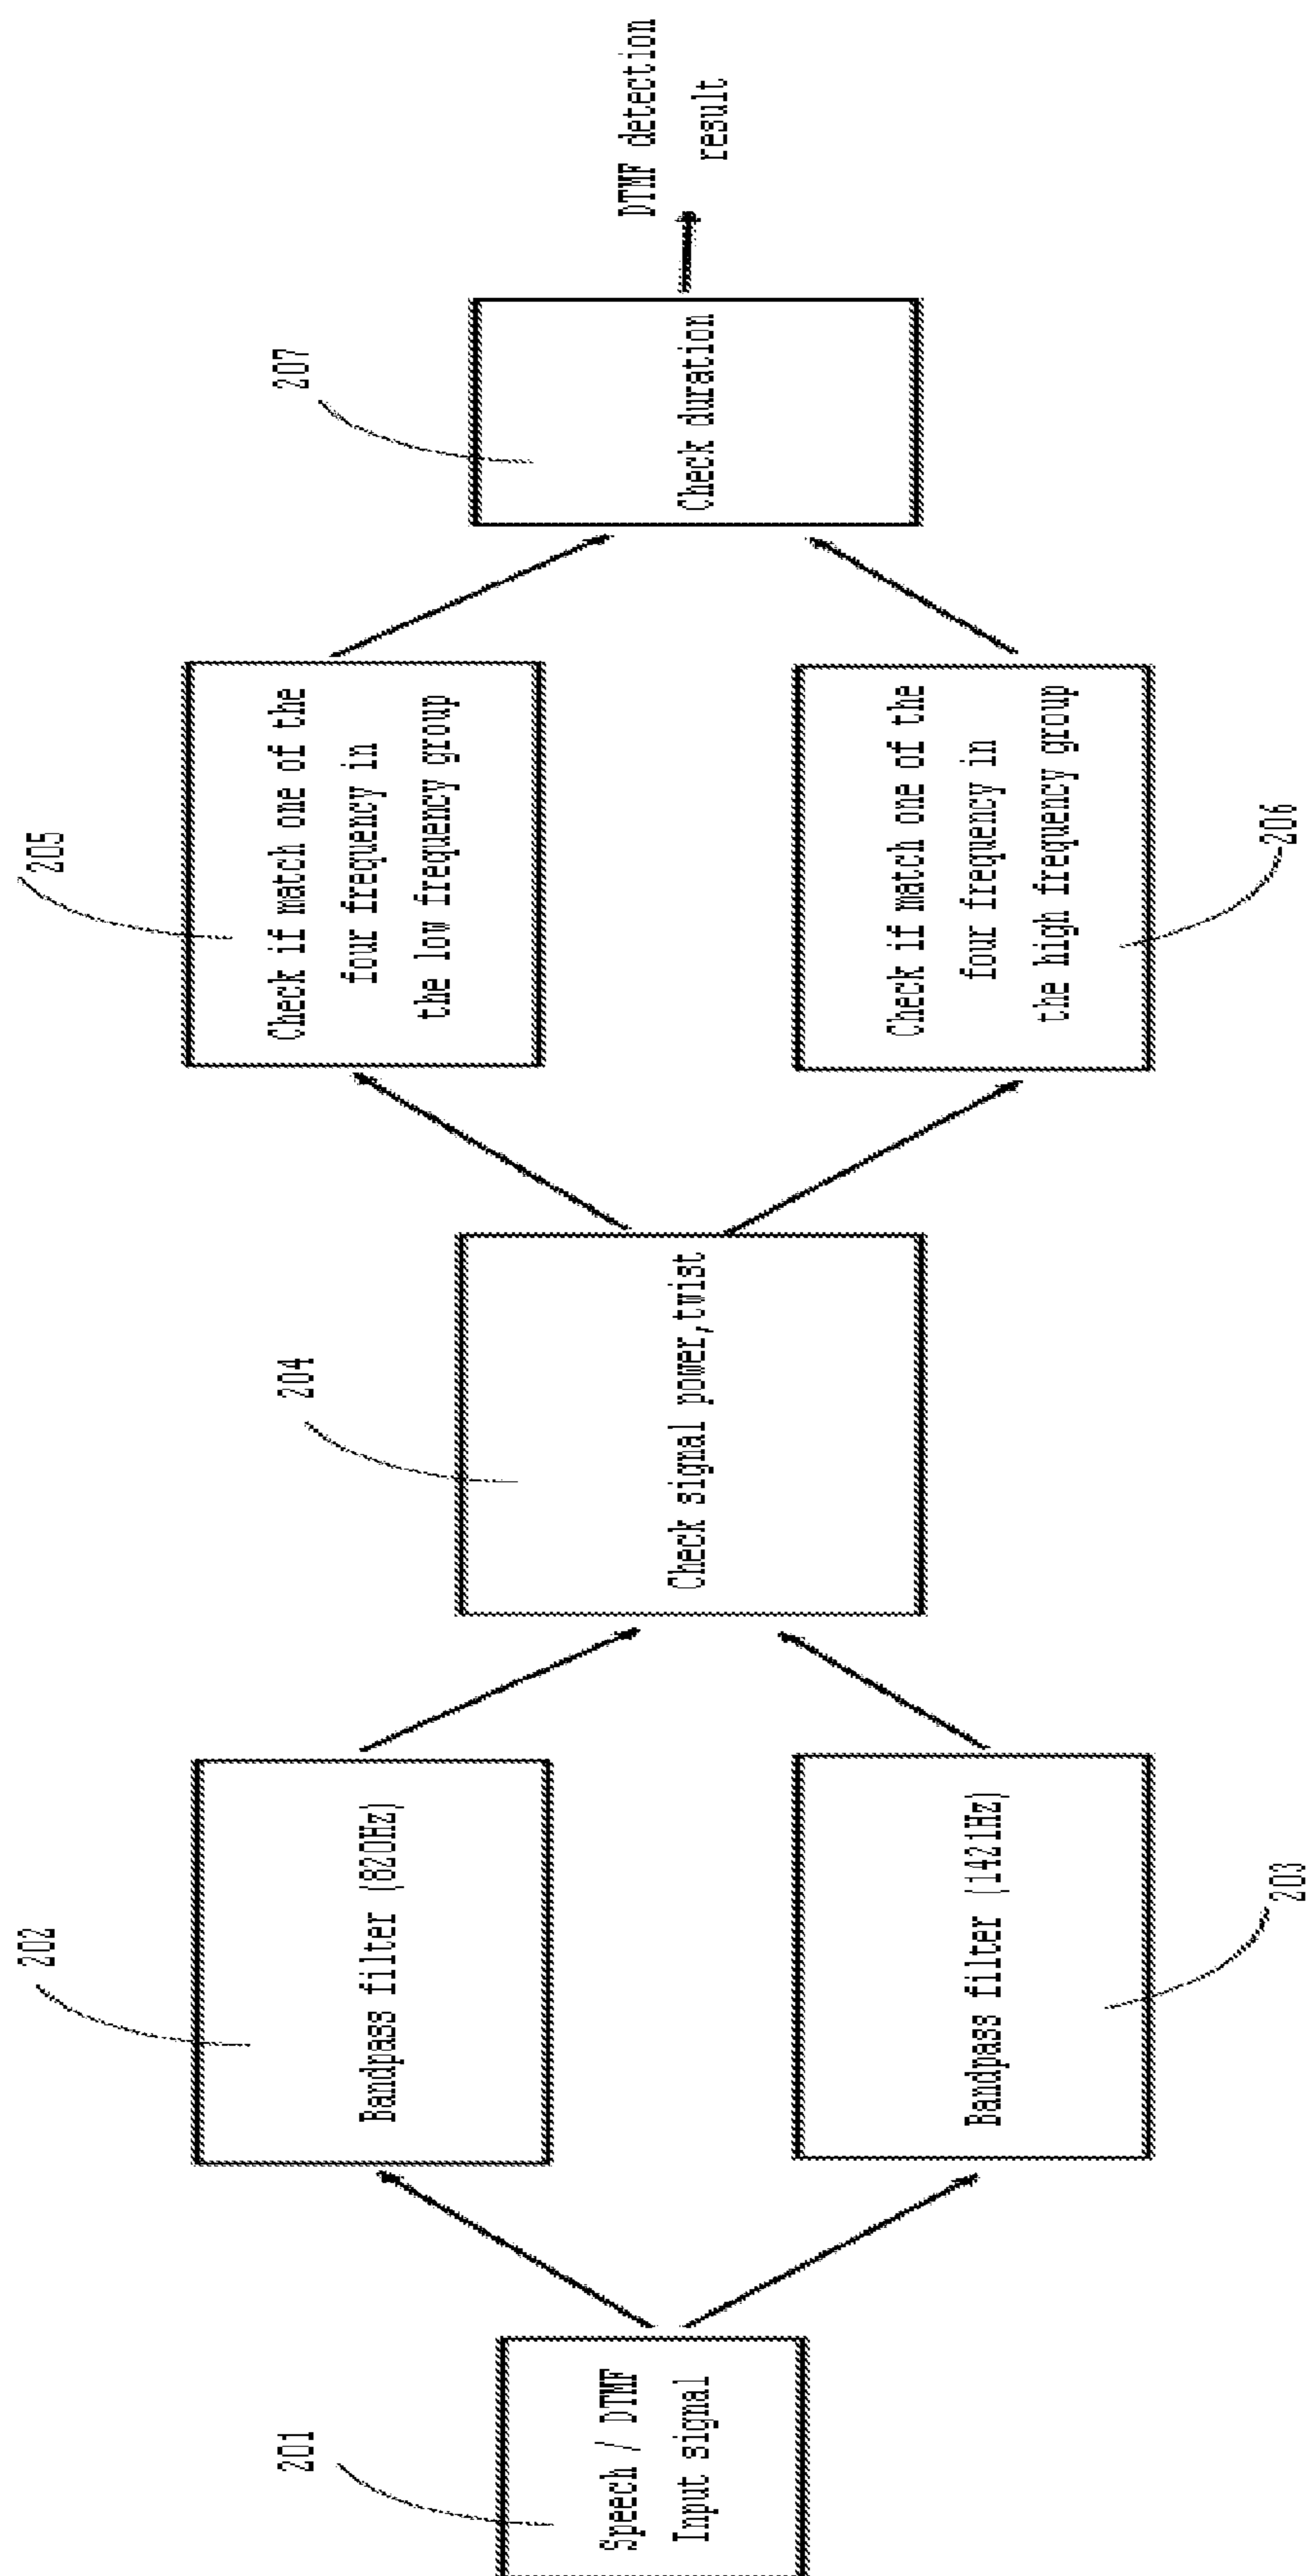 201
Speech / DTMF
Input signal
202
Bandpass filter (820Hz)
203
Bandpass filter (1421Hz)
204
Check signal power,twist
205
Check if match one of the
four frequency in
the low frequency group
206
Check if match one of the
four frequency in
the high frequency group
207
Check duration
DTMF detection
result